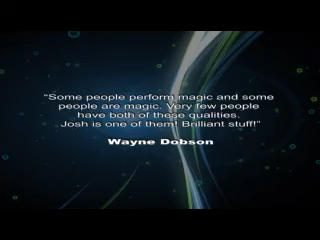 “Some people perform magic and some
people are magic. Very few people
have both of these qualities.
Josh is one of them! Brilliant stuff!”
Wayne Dobson